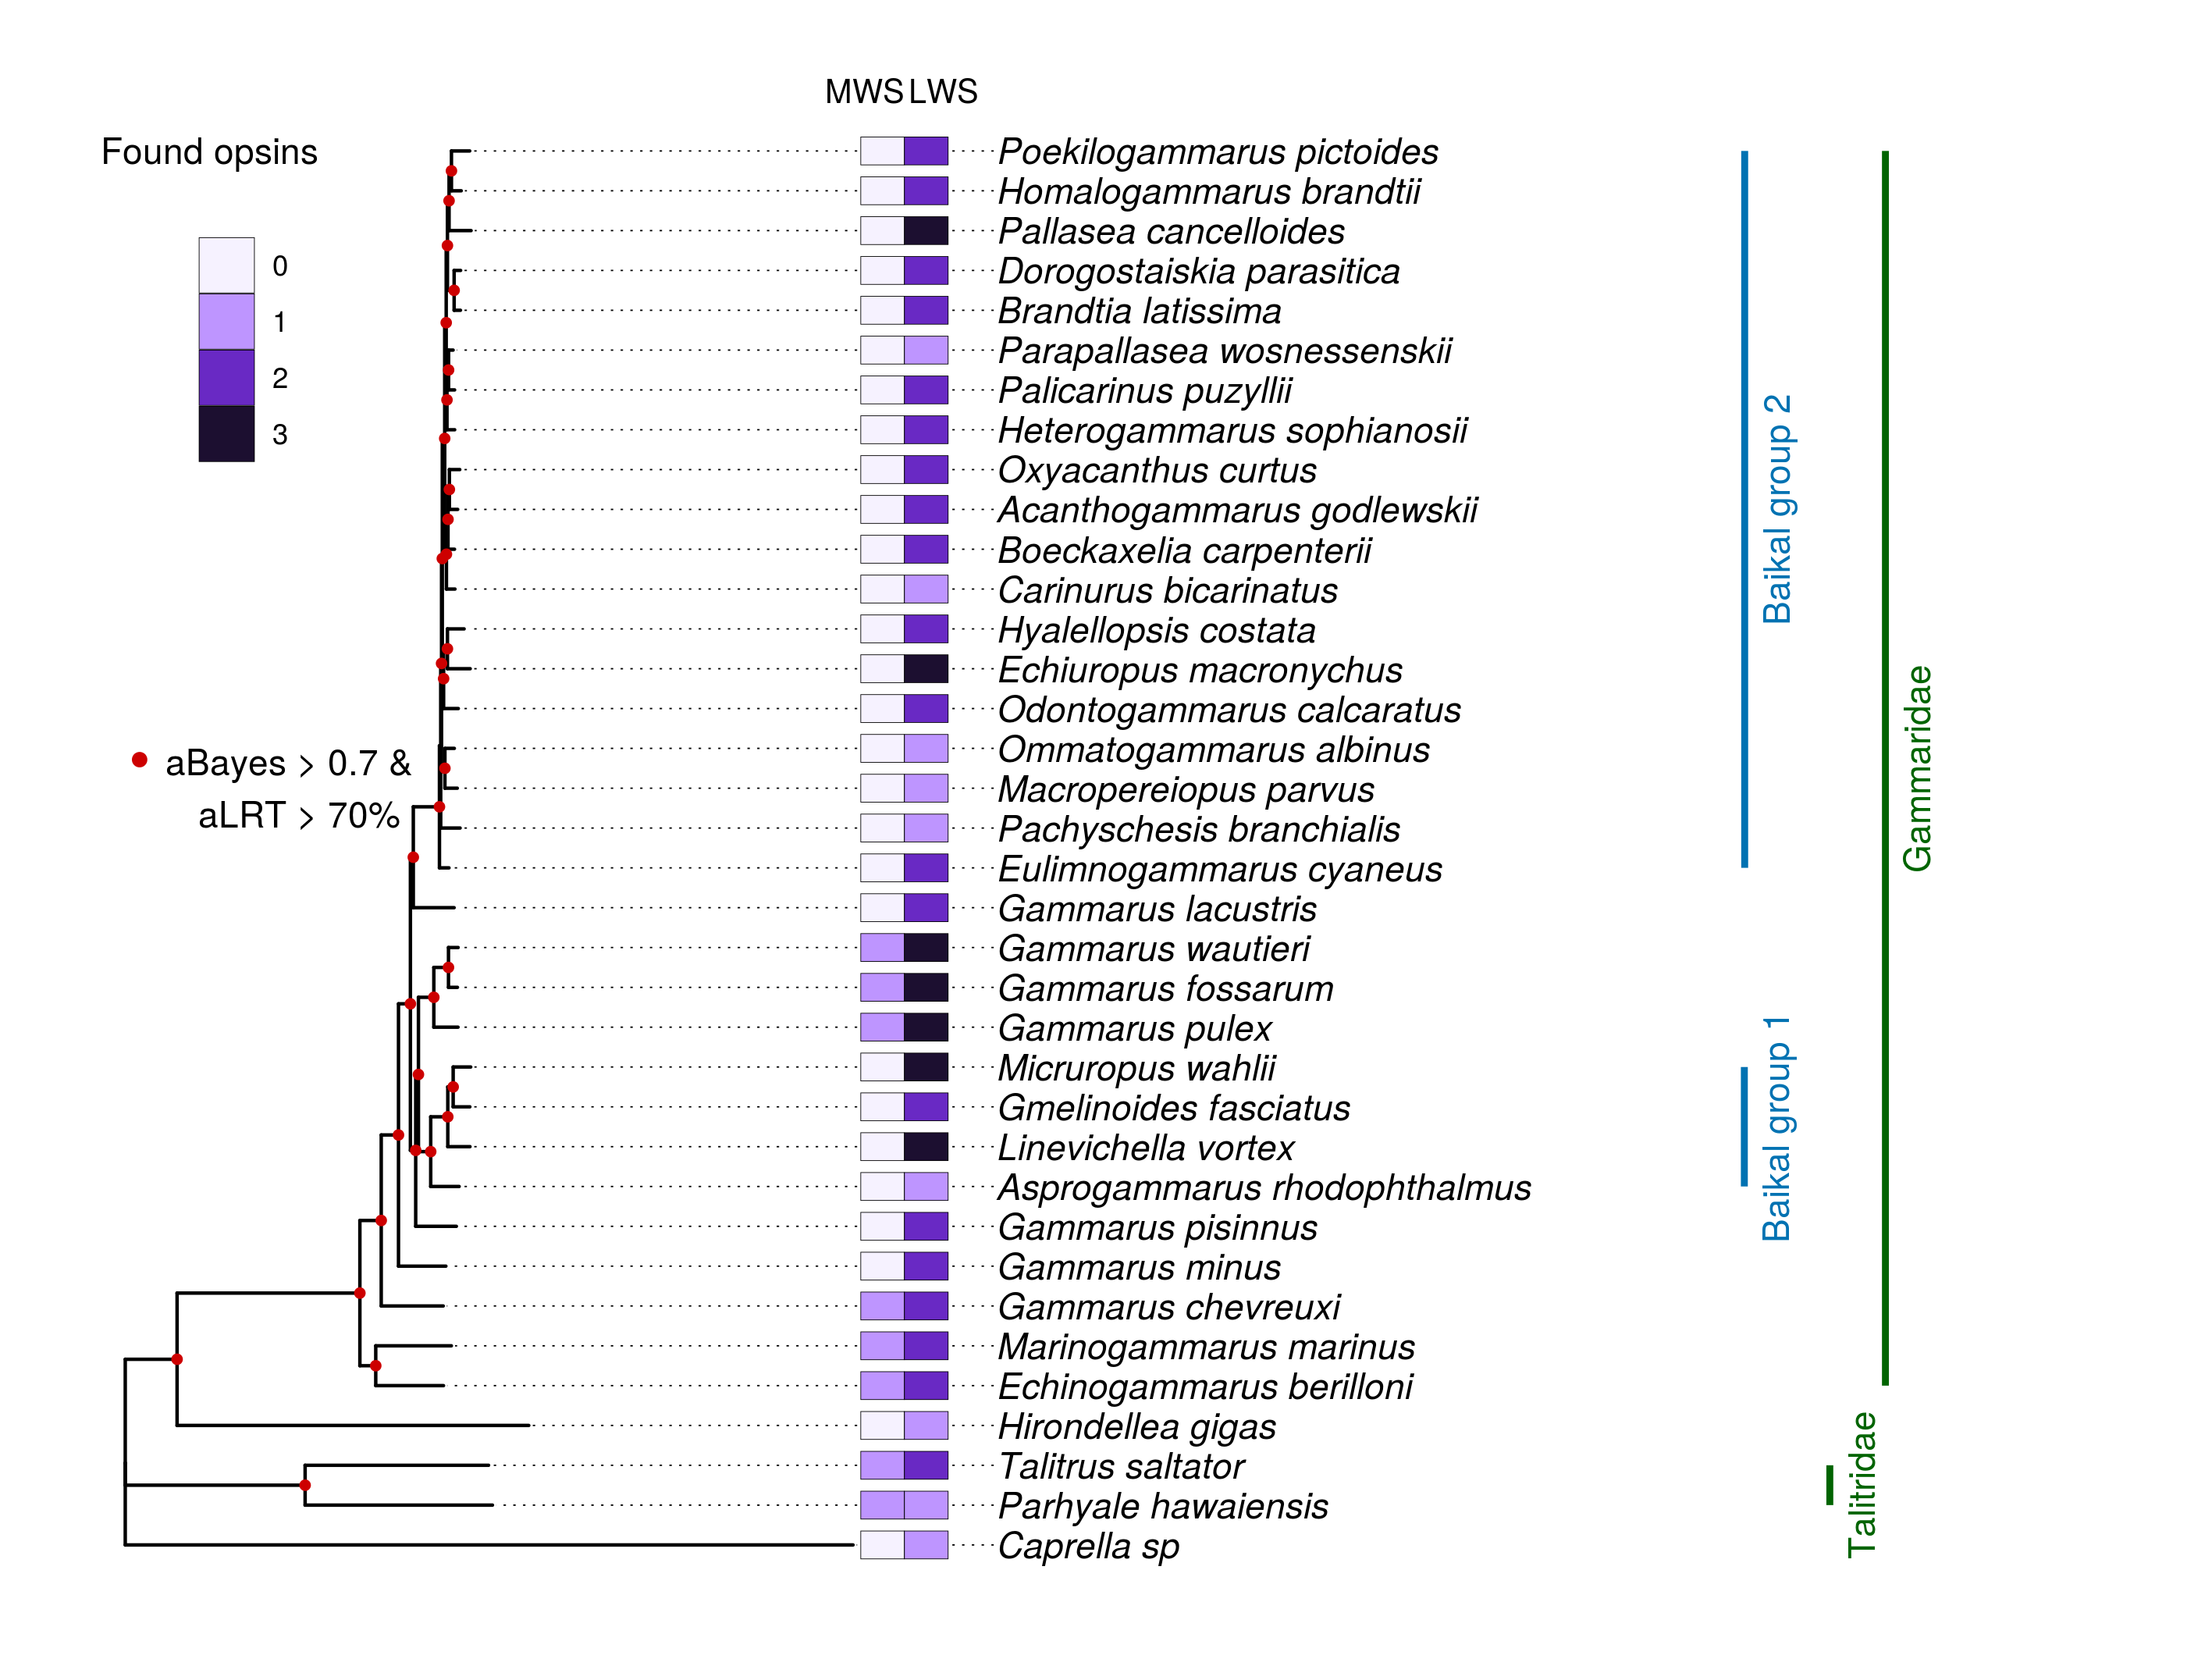 MWS LWS
Found opsins
0
1
2
3
aBayes > 0.7 &
aLRT > 70%
Poekilogammarus pictoides
Homalogammarus brandtii
Pallasea cancelloides
Dorogostaiskia parasitica
Brandtia latissima
Parapallasea wosnessenskii
Palicarinus puzyllii
Heterogammarus sophianosii
Oxyacanthus curtus
Acanthogammarus godlewskii
Boeckaxelia carpenterii
Carinurus bicarinatus
Hyalellopsis costata
Echiuropus macronychus
Odontogammarus calcaratus
Ommatogammarus albinus
Macropereiopus parvus
Pachyschesis branchialis
Eulimnogammarus cyaneus
Gammarus lacustris
Gammarus wautieri
Gammarus fossarum
Gammarus pulex
Micruropus wahlii
Gmelinoides fasciatus
Linevichella vortex
Asprogammarus rhodophthalmus
Gammarus pisinnus
Gammarus minus
Gammarus chevreuxi
Marinogammarus marinus
Echinogammarus berilloni
Hirondellea gigas
Talitrus saltator
Parhyale hawaiensis
Caprella sp
Baikal group 2
Baikal group 1
Gammaridae
Talitridae